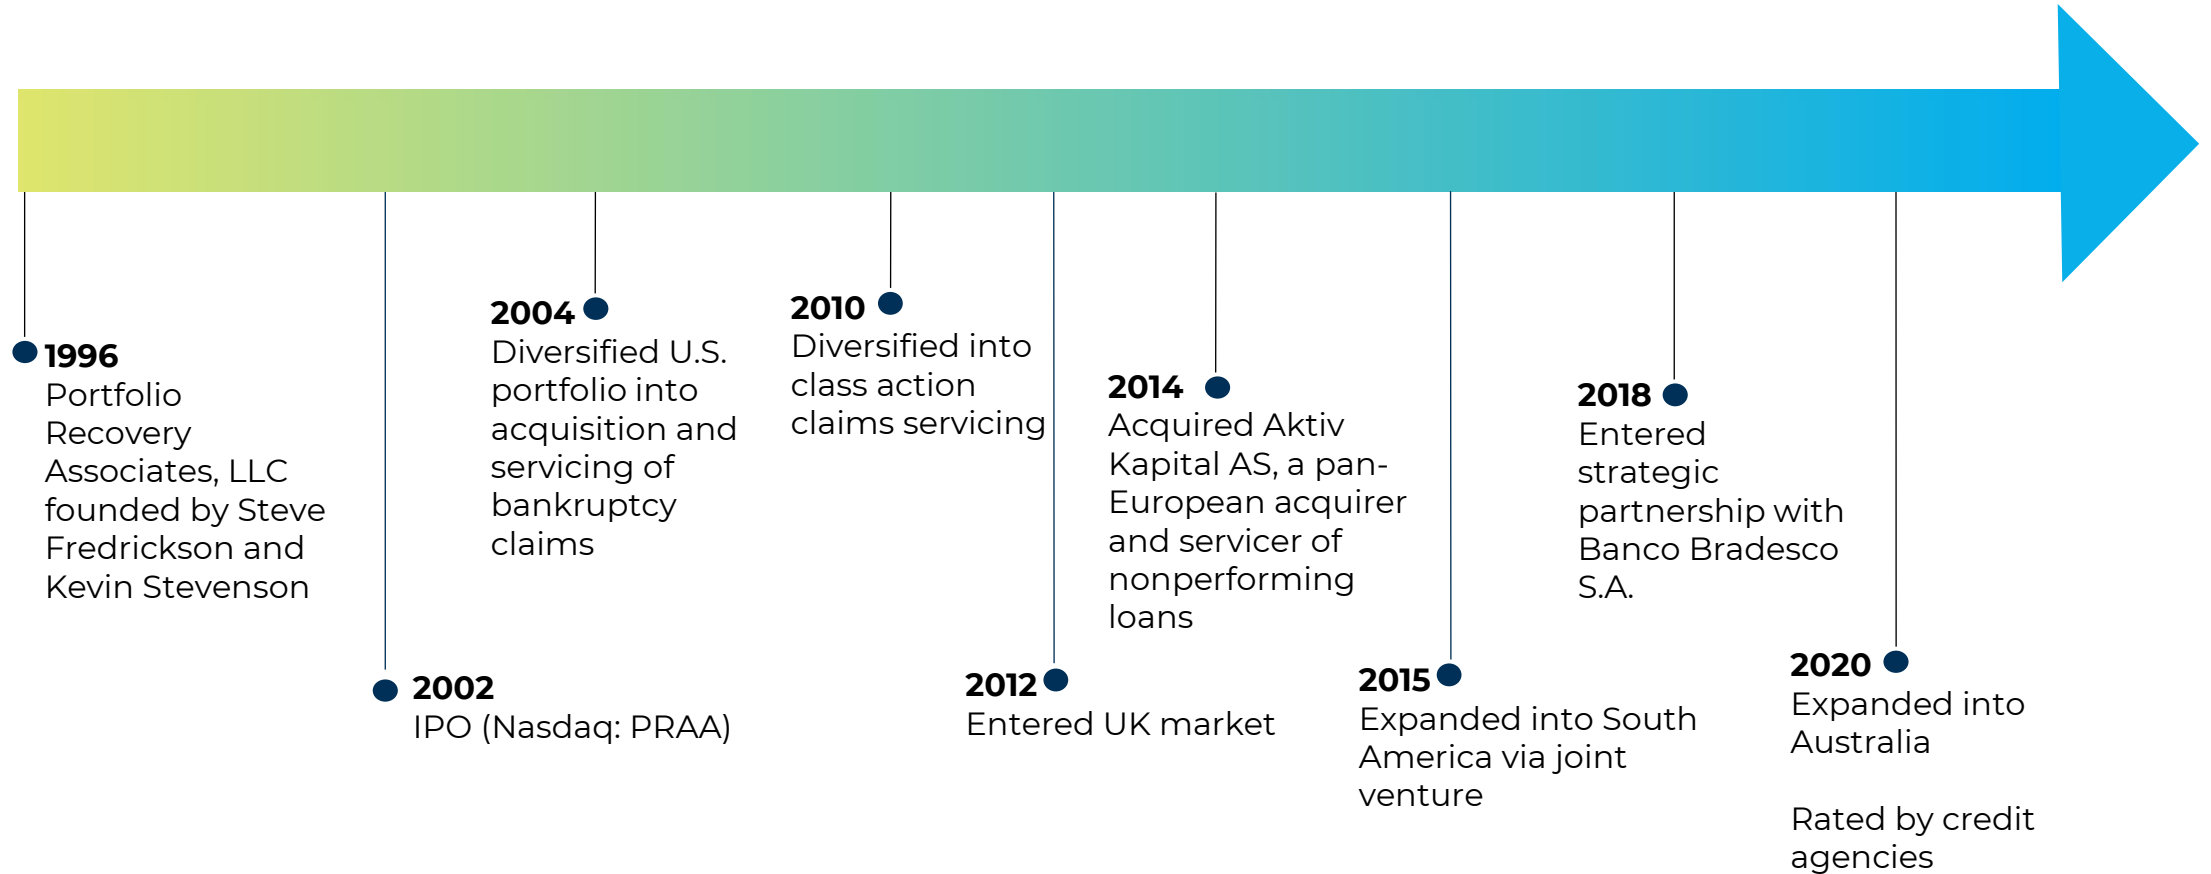 1996
Portfolio
Recovery
Associates, LLC
founded by Steve
Fredrickson and
Kevin Stevenson
2002
IPO (Nasdaq: PRAA)
2004
Diversified U.S.
portfolio into
acquisition and
servicing of
bankruptcy
claims
2010
Diversified into
class action
claims servicing
2012
Entered UK market
2014
Acquired Aktiv
Kapital AS, a pan-
European acquirer
and servicer of
nonperforming
loans
2015
Expanded into South
America via joint
venture
2018
Entered
strategic
partnership with
Banco Bradesco
S.A.
2020
Expanded into
Australia
Rated by credit
agencies